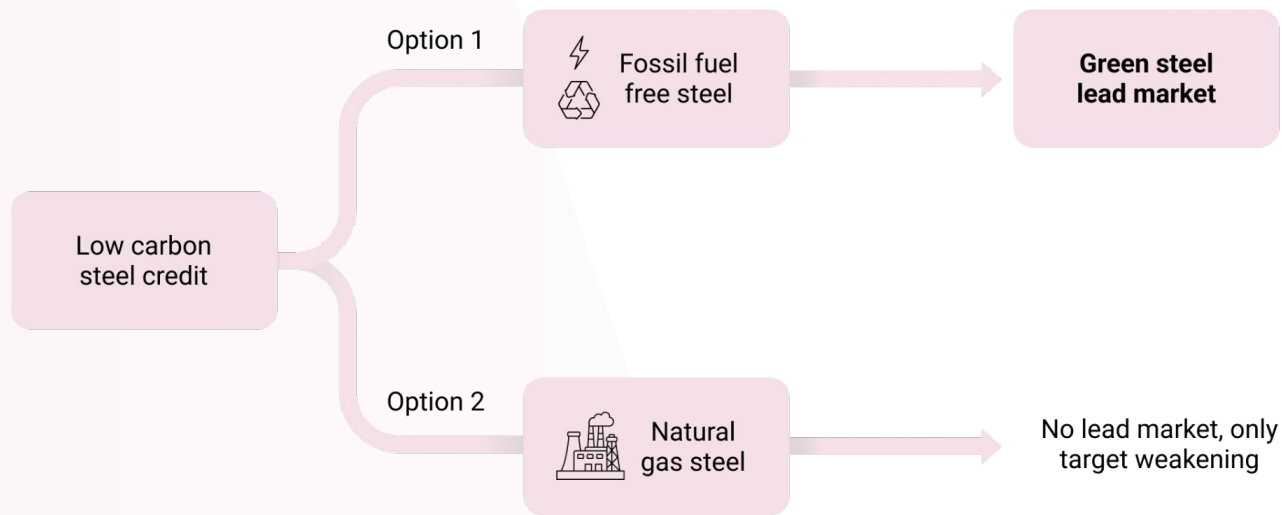 Option 1
Fossil fuel
free steel
Green steel
lead market
Low carbon
steel credit
Option 2
Natural
gas steel
No lead market, only
target weakening